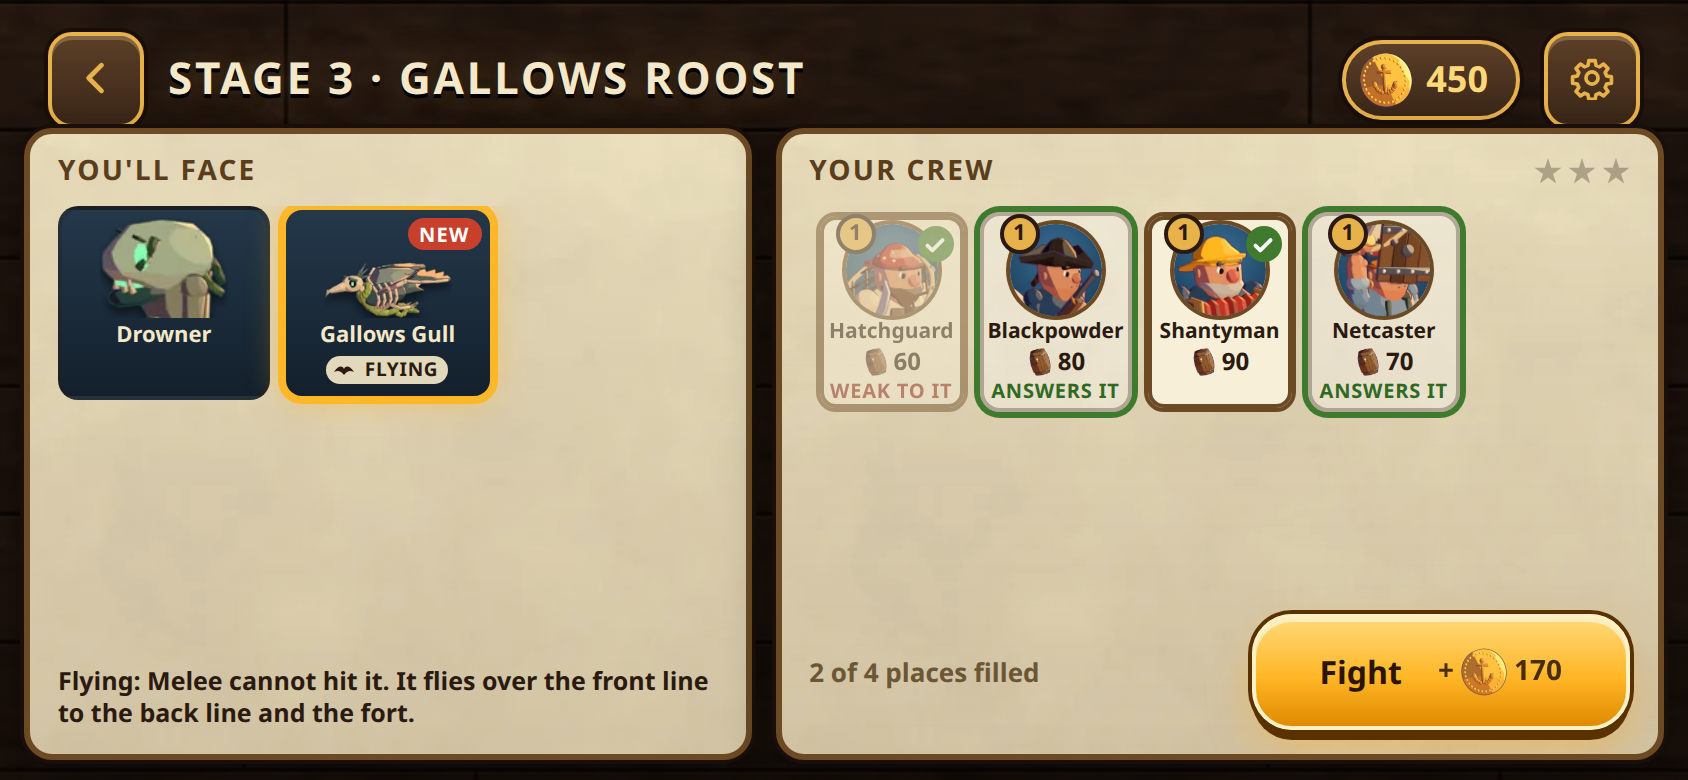 STAGE 3 · GALLOWS ROOST
450
YOU'LL FACE
Drowner
NEW
Gallows Gull
FLYING
Flying: Melee cannot hit it. It flies over the front line
to the back line and the fort.
YOUR CREW
1
Hatchguard
60
WEAK TO IT
1
Blackpowder
80
ANSWERS IT
1
Shantyman
90
1
Netcaster
70
ANSWERS IT
2 of 4 places filled
Fight + 170